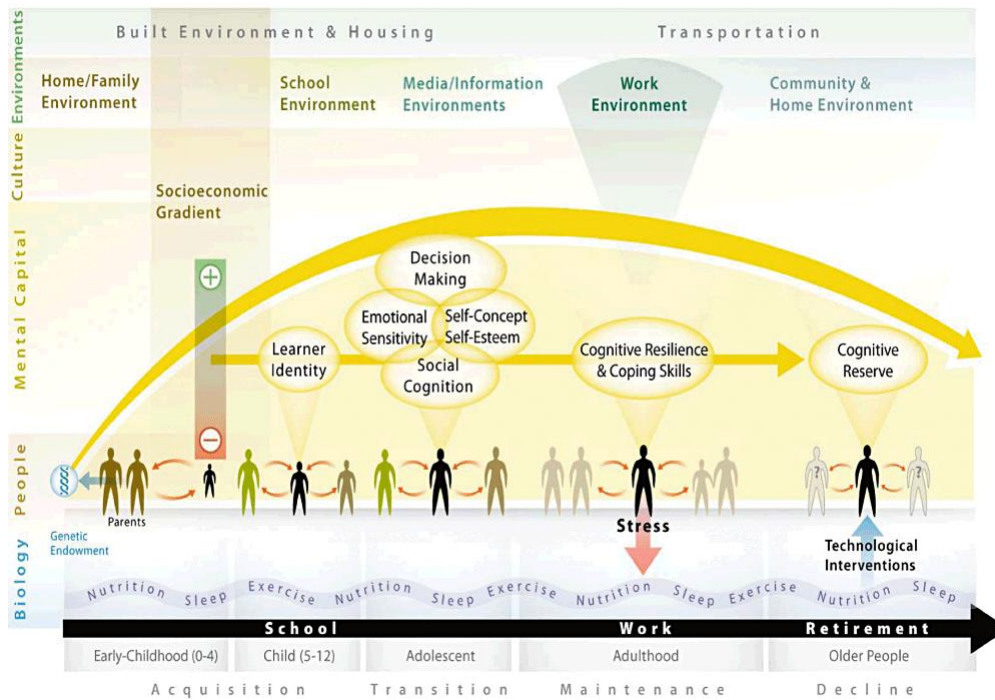 Environments
Culture
Mental Capital
People
Biology
Built Environment & Housing
Transportation
Home/Family
Environment
School
Environment
Media/Information
Environments
Work
Environment
Community &
Home Environment
Socioeconomic
Gradient
+
−
Decision
Making
Emotional
Sensitivity
Self-Concept
Self-Esteem
Social
Cognition
Learner
Identity
Cognitive Resilience
& Coping Skills
Cognitive
Reserve
?
?
Parents
Genetic
Endowment
Stress
Technological
Interventions
Nutrition Sleep Exercise Nutrition Sleep Exercise Nutrition Sleep Exercise Nutrition Sleep
School Work Retirement
Early-Childhood (0-4) Child (5-12) Adolescent Adulthood Older People
Acquisition Transition Maintenance Decline